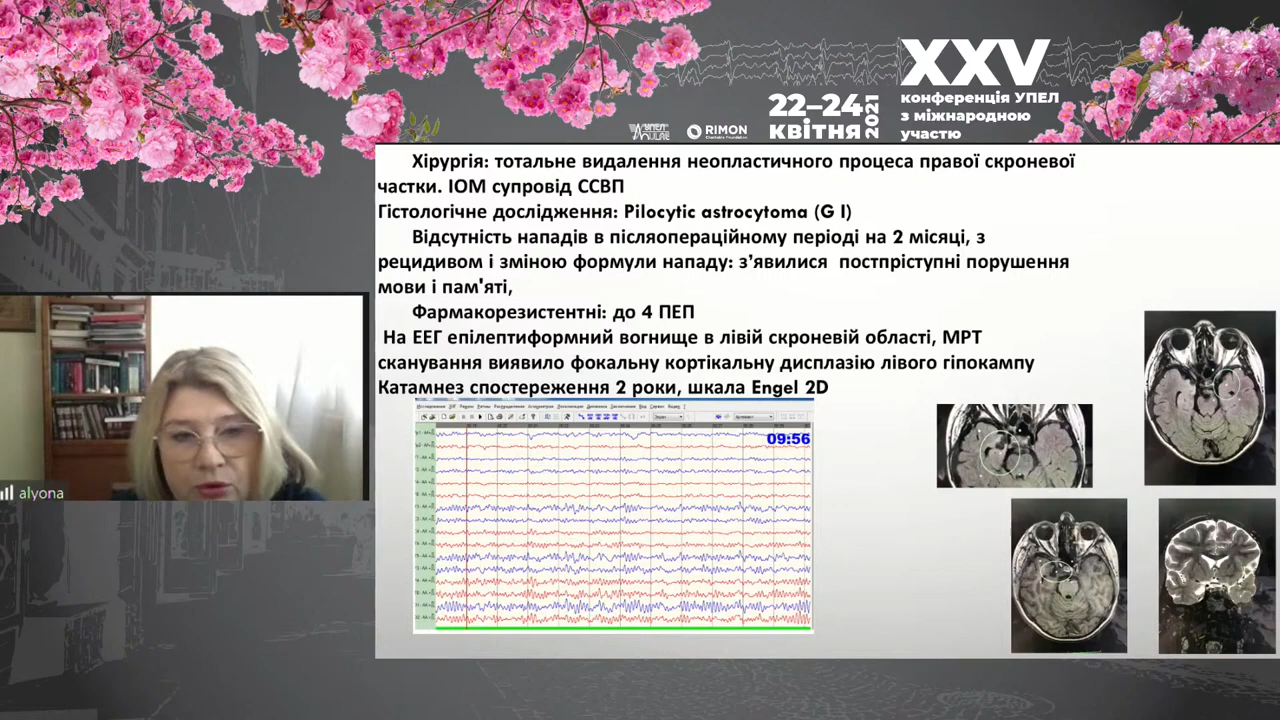 XXV
22–24
квітня
2021
конференція УПЕЛ
з міжнародною
участю
УПЕЛ
RIMON
Хірургія: тотальне видалення неопластичного процеса правої скроневої
частки. ІОМ супровід ССВП
Гістологічне дослідження: Pilocytic astrocytoma (G I)
Відсутність нападів в післяопераційному періоді на 2 місяці, з
рецидивом і зміною формули нападу: з’явилися постпріступні порушення
мови і пам'яті,
Фармакорезистентні: до 4 ПЕП
На ЕЕГ епілептиформний вогнище в лівій скроневій області, МРТ
сканування виявило фокальну кортікальну дисплазію лівого гіпокампу
Катамнез спостереження 2 роки, шкала Engel 2D
09:56
alyona